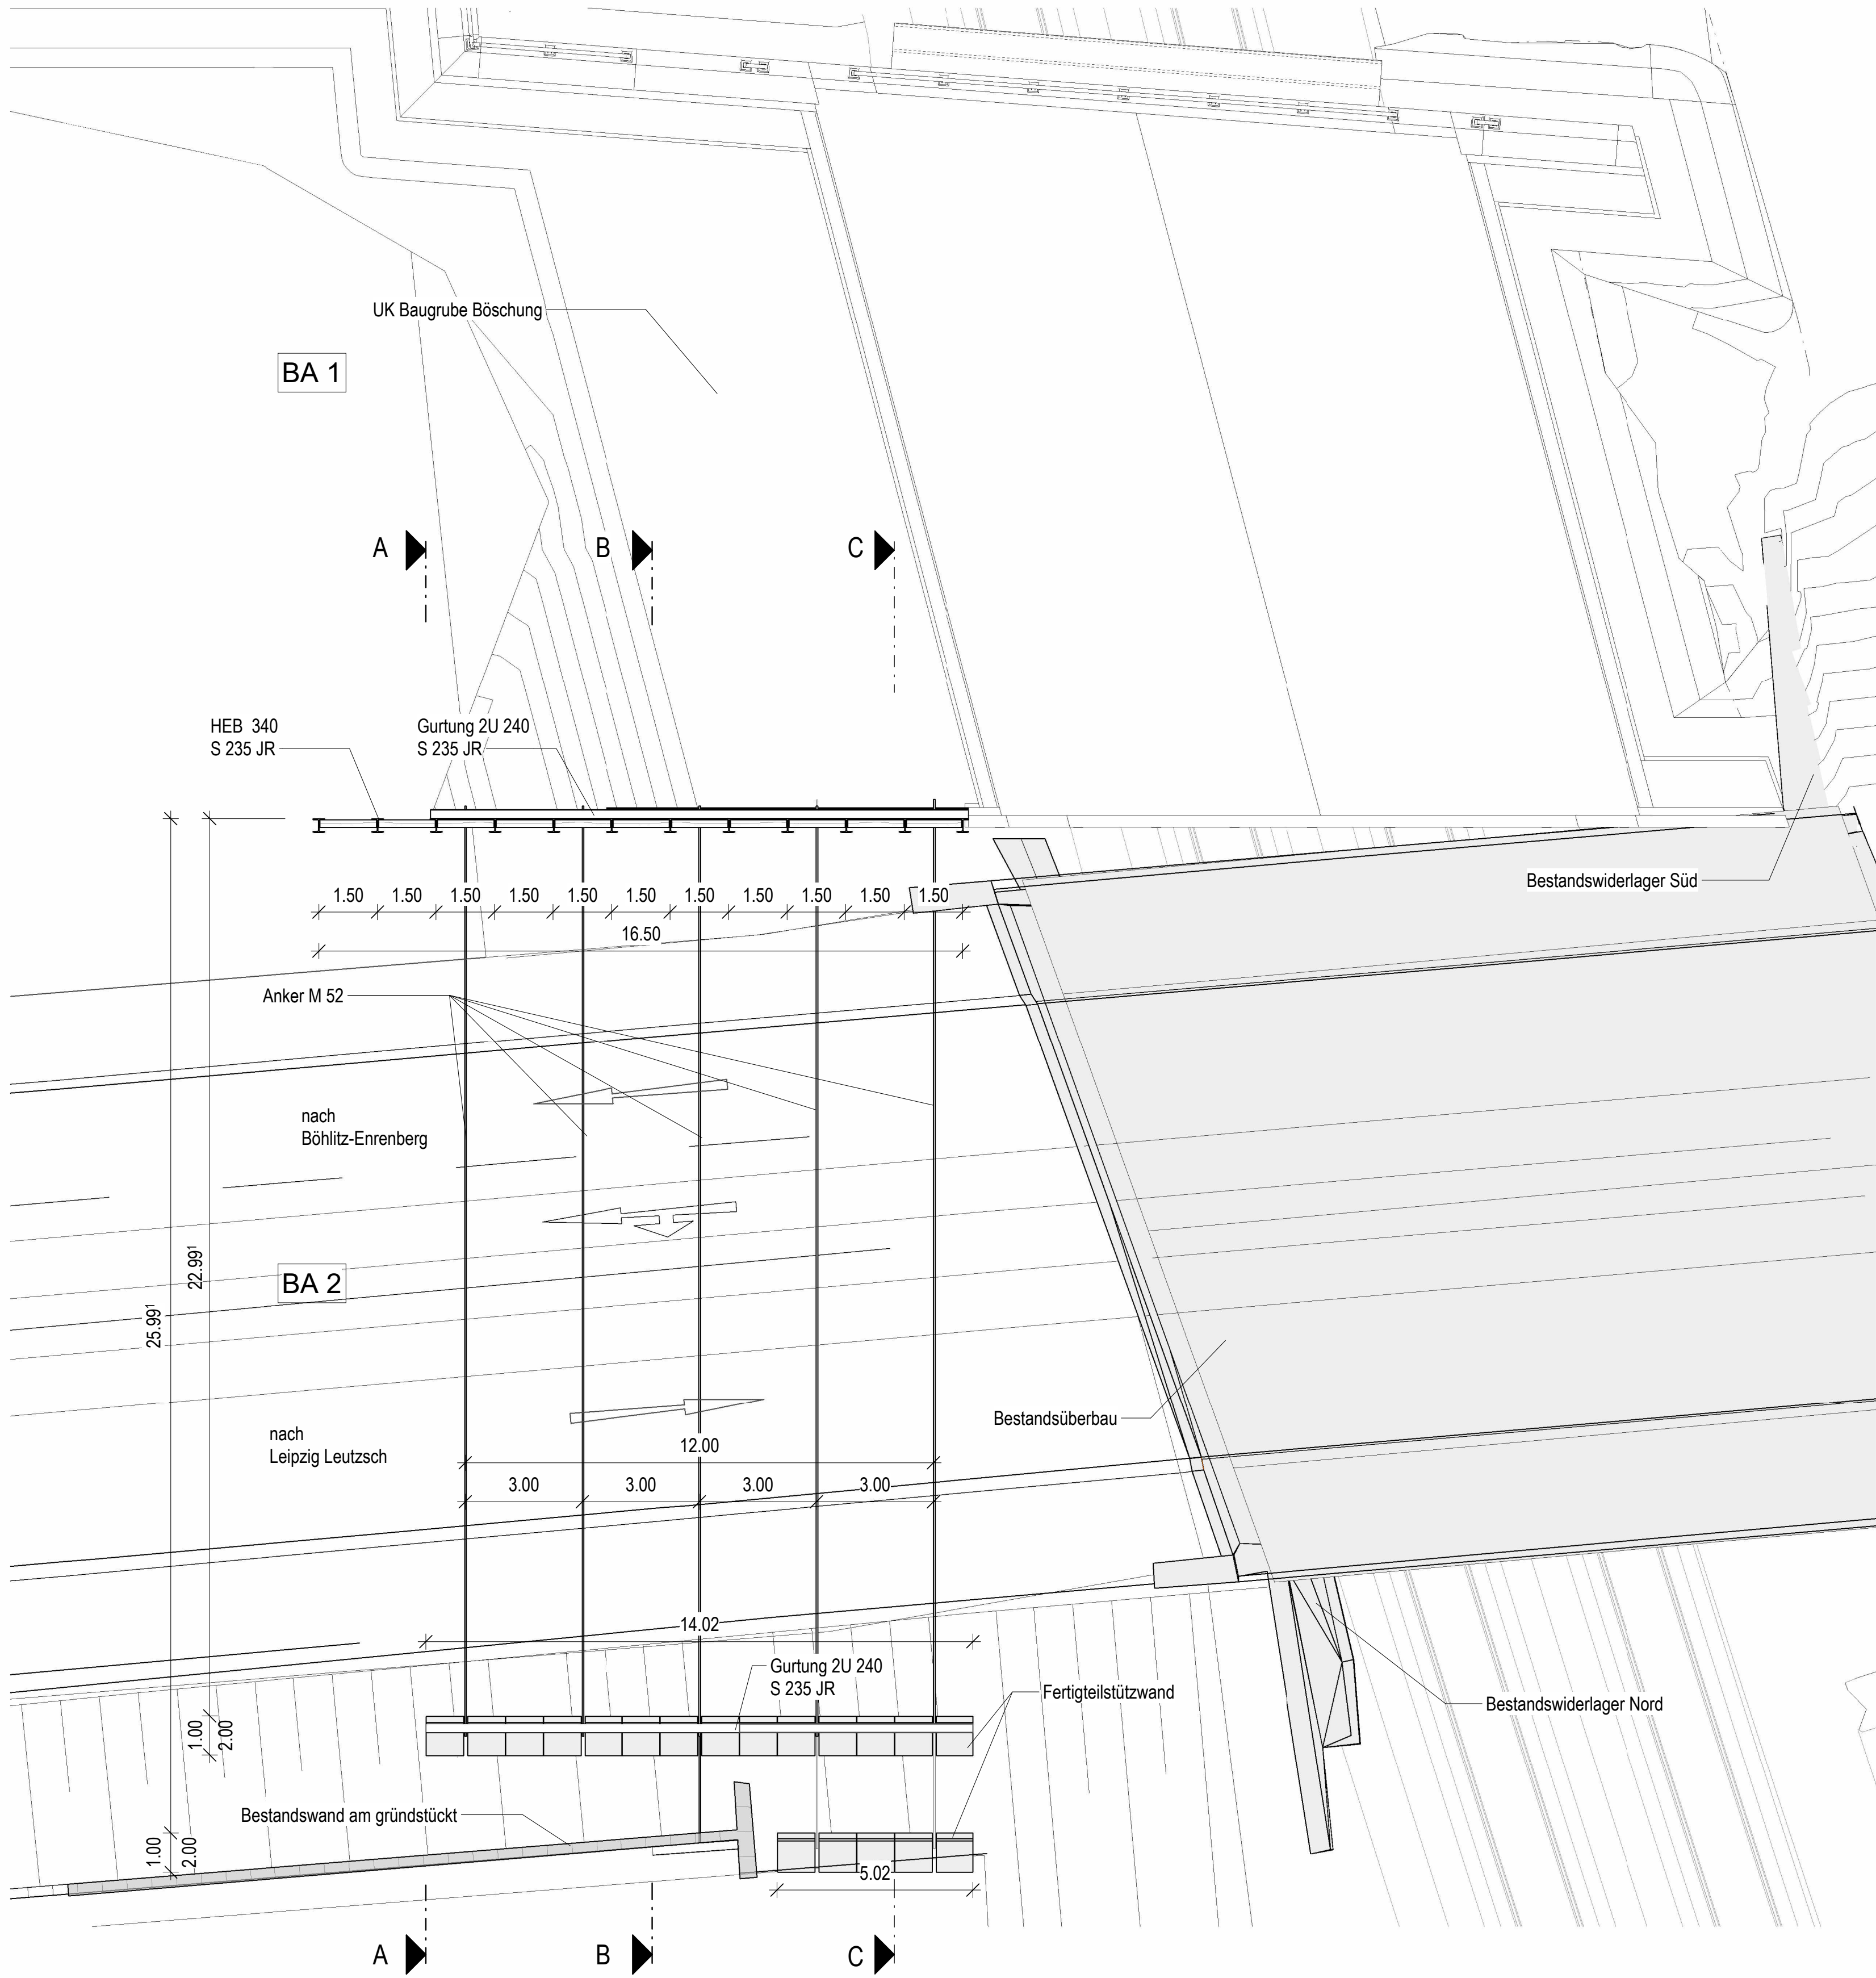 UK Baugrube Böschung
BA 1
A
B
C
HEB 340
S 235 JR
Gurtung 2U 240
S 235 JR
Bestandswiderlager Süd
1.50
1.50
1.50
1.50
1.50
1.50
1.50
1.50
1.50
1.50
1.50
16.50
Anker M 52
nach
Böhlitz-Enrenberg
22.99¹
25.99¹
BA 2
Bestandsüberbau
nach
Leipzig Leutzsch
12.00
3.00
3.00
3.00
3.00
14.02
Gurtung 2U 240
S 235 JR
Fertigteilstützwand
Bestandswiderlager Nord
1.00
2.00
Bestandswand am gründstückt
1.00
2.00
5.02
A
B
C